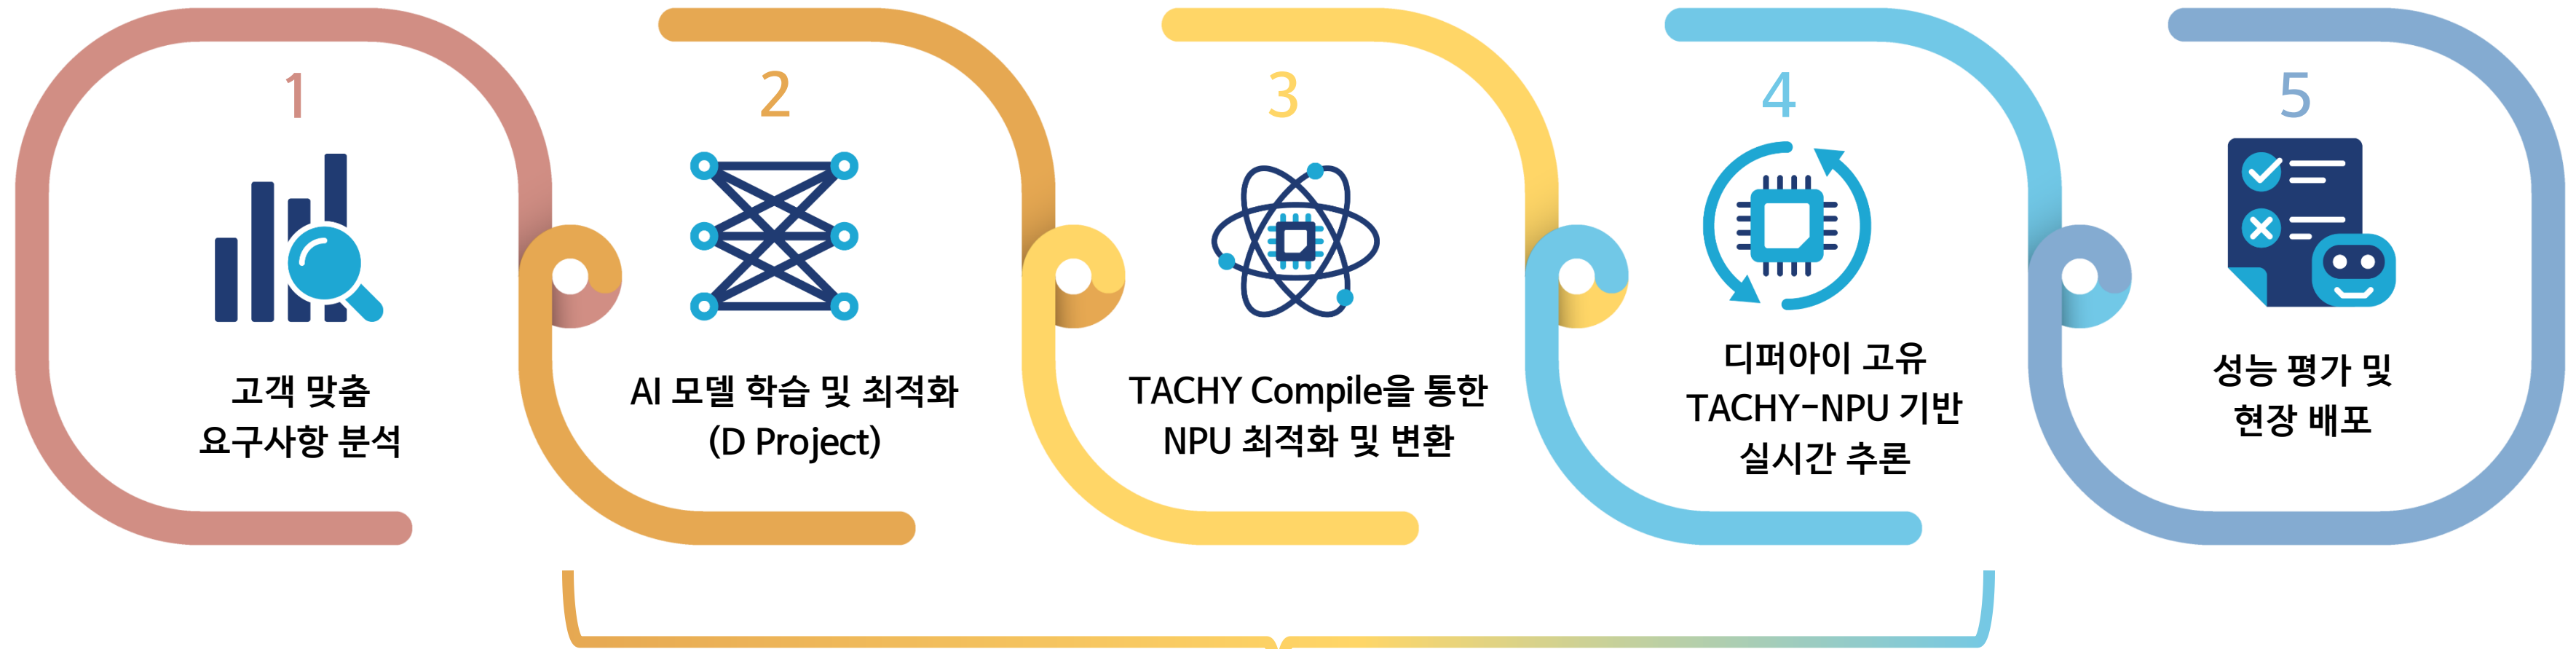 1
고객 맞춤
요구사항 분석
2
AI 모델 학습 및 최적화
(D Project)
3
TACHY Compile을 통한
NPU 최적화 및 변환
4
디퍼아이 고유
TACHY-NPU 기반
실시간 추론
5
성능 평가 및
현장 배포